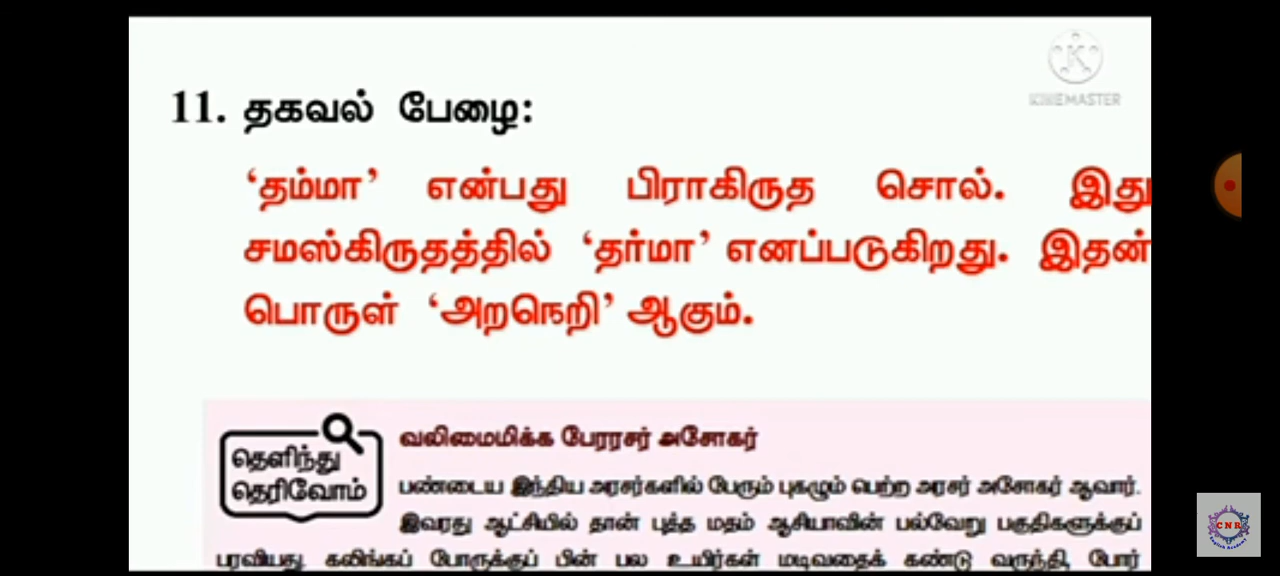 KINEMASTER
11. தகவல் பேழை:
‘தம்மா’ என்பது பிராகிருத சொல். இது
சமஸ்கிருதத்தில் ‘தர்மா’ எனப்படுகிறது. இதன்
பொருள் ‘அறநெறி’ ஆகும்.
தெளிந்து
தெரிவோம்
வலிமைமிக்க பேரரசர் அசோகர்
பண்டைய இந்திய அரசர்களில் பேரும் புகழும் பெற்ற அரசர் அசோகர் ஆவார்.
இவரது ஆட்சியில் தான் புத்த மதம் ஆசியாவின் பல்வேறு பகுதிகளுக்குப்
பரவியது. கலிங்கப் போருக்குப் பின் பல உயிர்கள் மடிவதைக் கண்டு வருந்தி, போர்
CNR